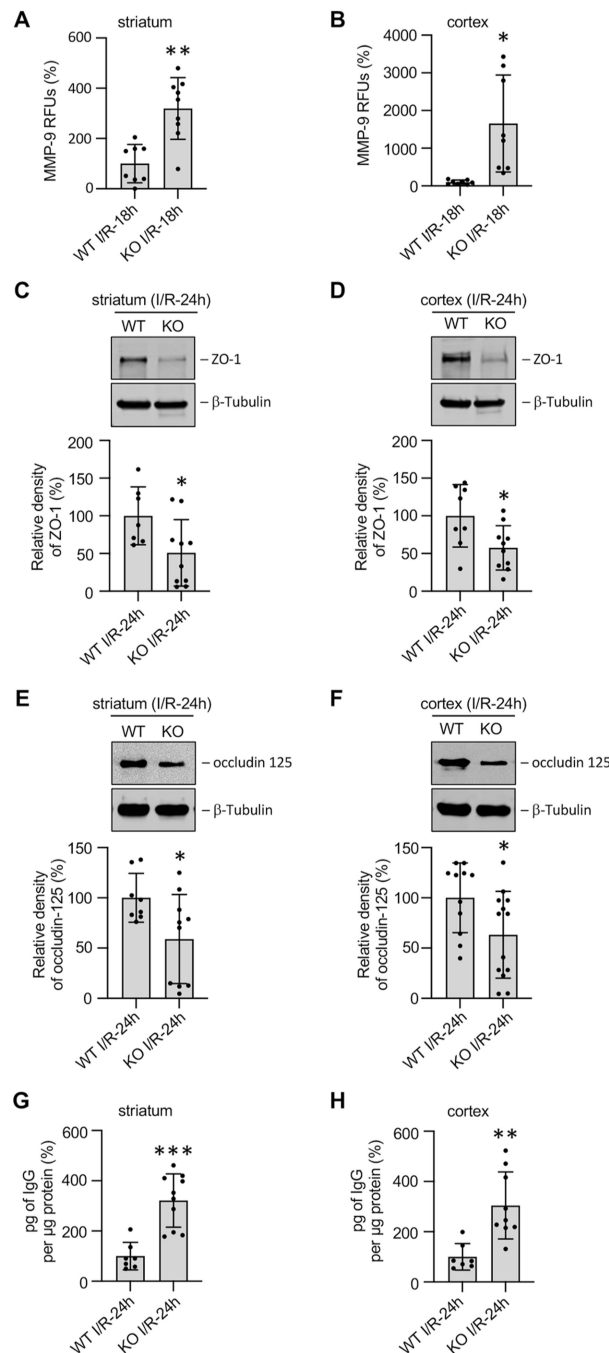 A
striatum
**
MMP-9 RFUs (%)
600
400
200
0
WT I/R-18h
KO I/R-18h
B
cortex
*
MMP-9 RFUs (%)
4000
3000
2000
1000
0
WT I/R-18h
KO I/R-18h
C
striatum (I/R-24h)
WT KO
ZO-1
β-Tubulin
Relative density
of ZO-1 (%)
200
150
100
50
0
*
WT I/R-24h
KO I/R-24h
D
cortex (I/R-24h)
WT KO
ZO-1
β-Tubulin
Relative density
of ZO-1 (%)
200
150
100
50
0
*
WT I/R-24h
KO I/R-24h
E
striatum (I/R-24h)
WT KO
occludin 125
β-Tubulin
Relative density
of occludin-125 (%)
150
100
50
0
*
WT I/R-24h
KO I/R-24h
F
cortex (I/R-24h)
WT KO
occludin 125
β-Tubulin
Relative density
of occludin-125 (%)
150
100
50
0
*
WT I/R-24h
KO I/R-24h
G
striatum
***
pg of IgG
per µg protein (%)
600
400
200
0
WT I/R-24h
KO I/R-24h
H
cortex
**
pg of IgG
per µg protein (%)
600
400
200
0
WT I/R-24h
KO I/R-24h